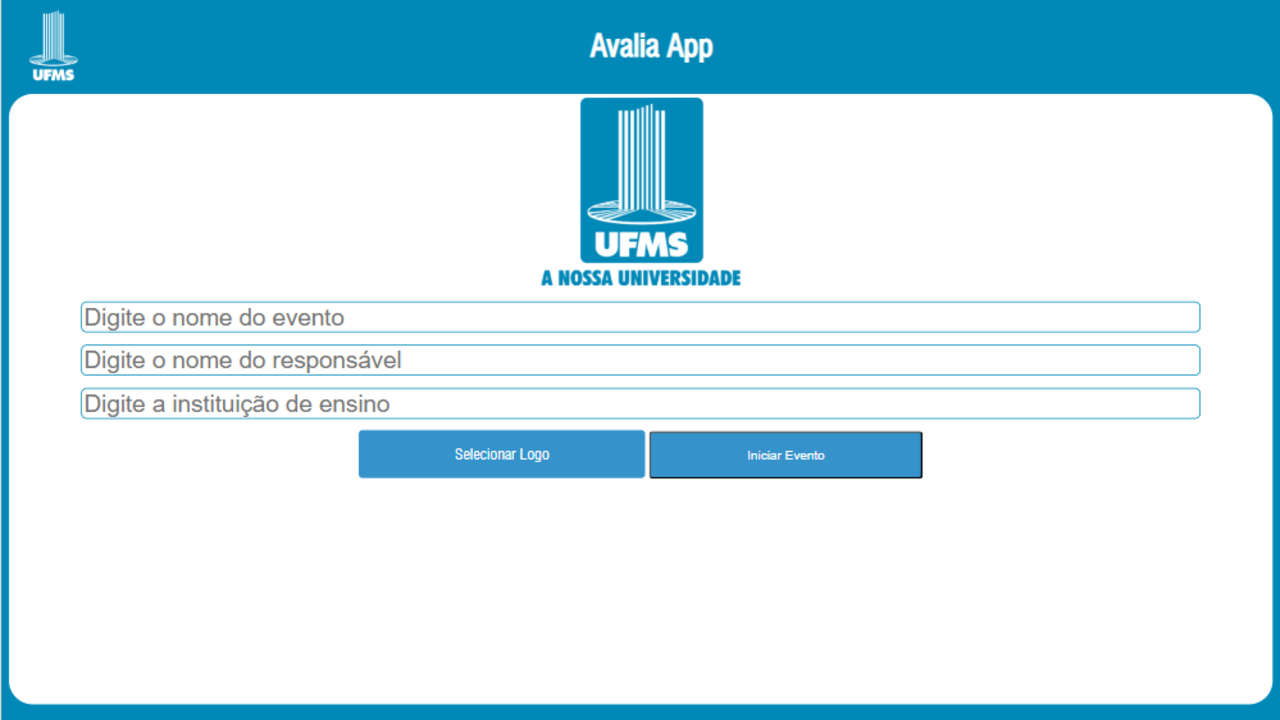 UFMS
Avalia App
UFMS
A NOSSA UNIVERSIDADE
Digite o nome do evento
Digite o nome do responsável
Digite a instituição de ensino
Selecionar Logo
Iniciar Evento